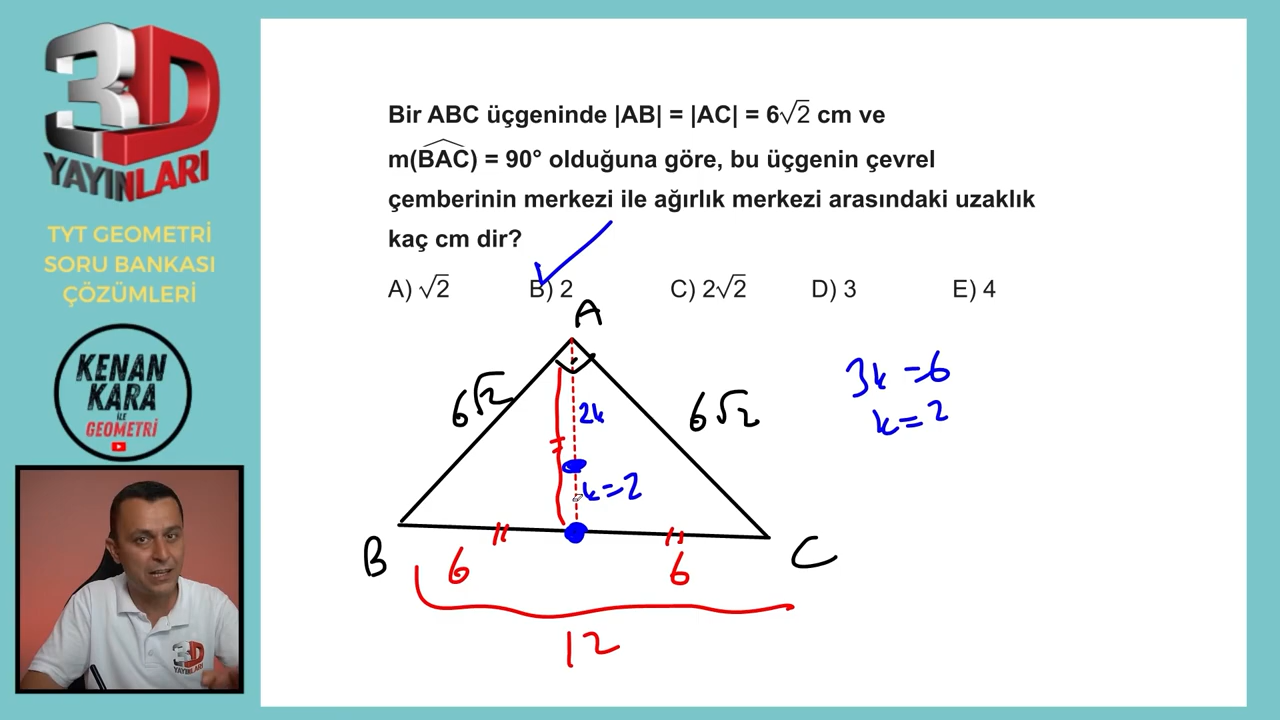 3D
YAYINLARI
TYT GEOMETRİ
SORU BANKASI
ÇÖZÜMLERİ
KENAN
KARA
İLE
GEOMETRİ
3D
YAYINLARI
Bir ABC üçgeninde |AB| = |AC| = 6√2 cm ve
m(BAC) = 90° olduğuna göre, bu üçgenin çevrel
çemberinin merkezi ile ağırlık merkezi arasındaki uzaklık
kaç cm dir?
A) √2 B) 2 C) 2√2 D) 3 E) 4
A
6√2 2k 6√2
3k = 6
k = 2
k = 2
B C
6 6
12